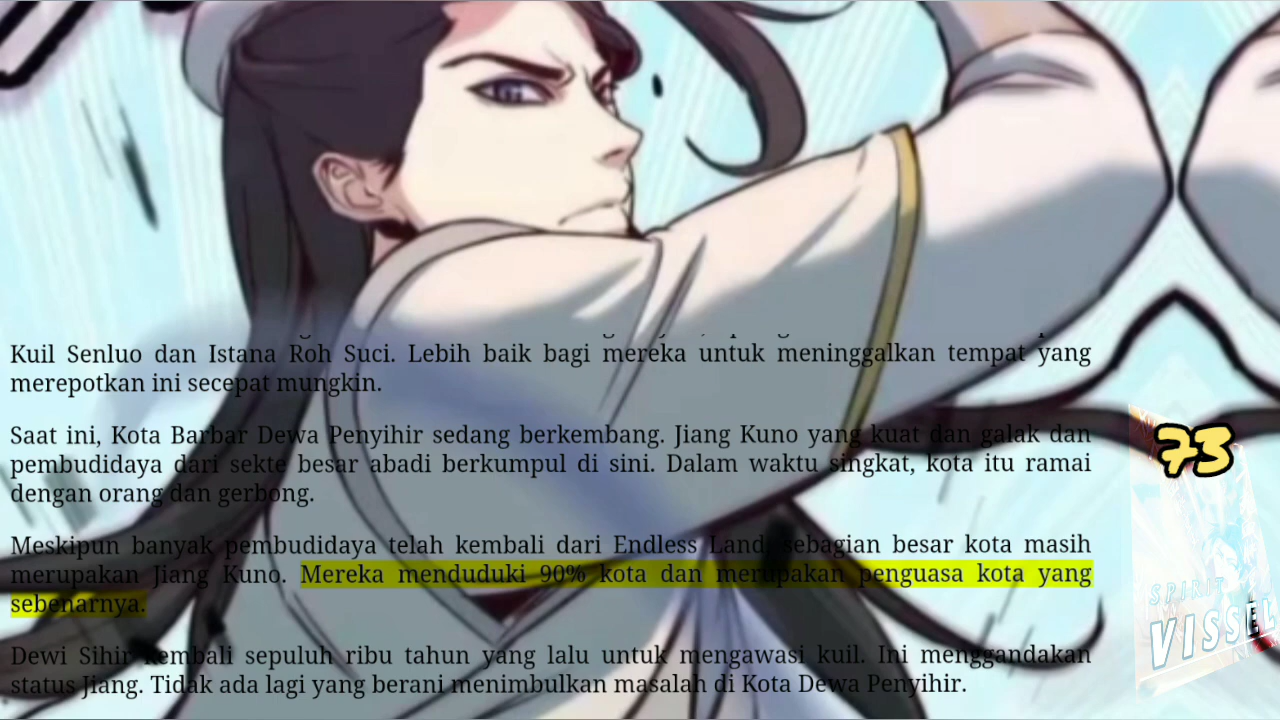 Kuil Senluo dan Istana Roh Suci. Lebih baik bagi mereka untuk meninggalkan tempat yang
merepotkan ini secepat mungkin.
Saat ini, Kota Barbar Dewa Penyihir sedang berkembang. Jiang Kuno yang kuat dan galak dan
pembudidaya dari sekte besar abadi berkumpul di sini. Dalam waktu singkat, kota itu ramai
dengan orang dan gerbong.
Meskipun banyak pembudidaya telah kembali dari Endless Land, sebagian besar kota masih
merupakan Jiang Kuno. Mereka menduduki 90% kota dan merupakan penguasa kota yang
sebenarnya.
Dewi Sihir kembali sepuluh ribu tahun yang lalu untuk mengawasi kuil. Ini menggandakan
status Jiang. Tidak ada lagi yang berani menimbulkan masalah di Kota Dewa Penyihir.
73
SPIRIT
VISSEL